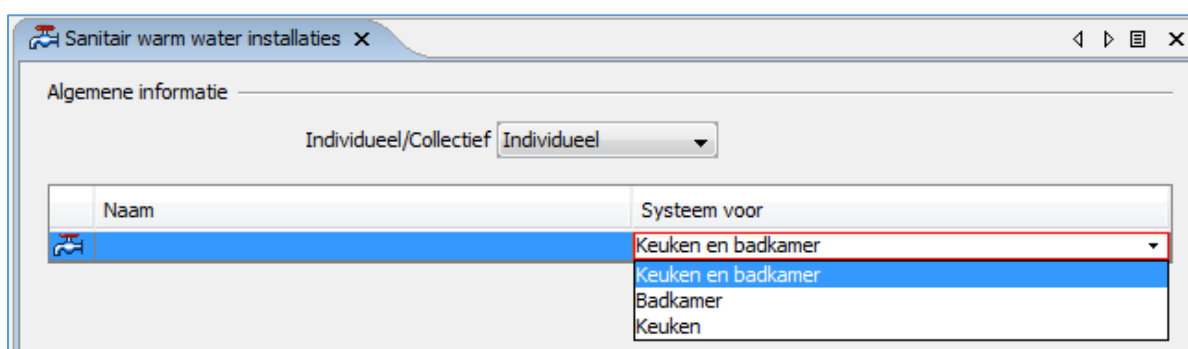 Sanitair warm water installaties
Algemene informatie
Individueel/Collectief Individueel
Naam Systeem voor
Keuken en badkamer
Keuken en badkamer
Badkamer
Keuken